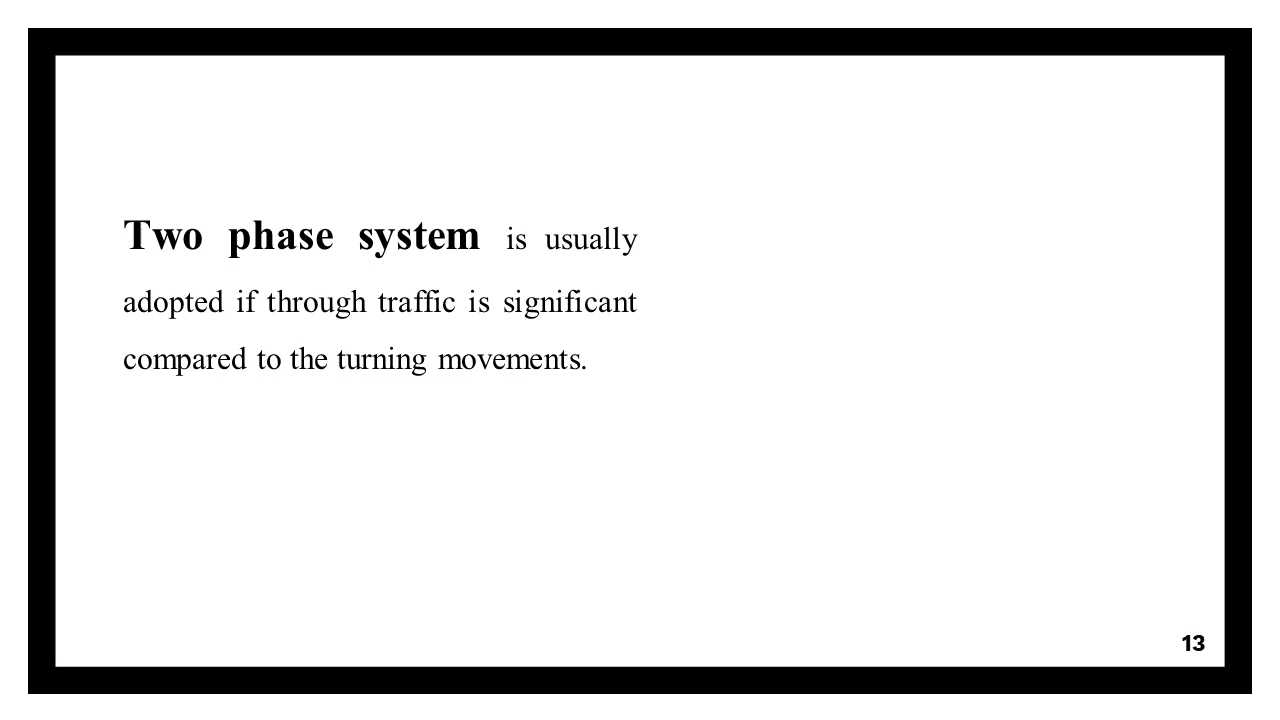 Two phase system is usually
adopted if through traffic is significant
compared to the turning movements.
13